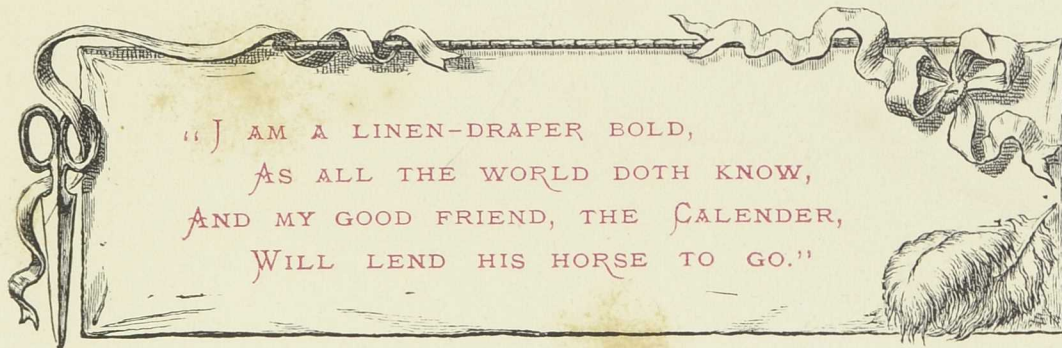 “I AM A LINEN-DRAPER BOLD,
AS ALL THE WORLD DOTH KNOW,
AND MY GOOD FRIEND, THE CALENDER,
WILL LEND HIS HORSE TO GO.”